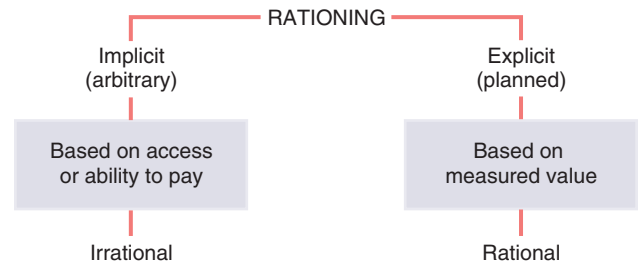 RATIONING
Implicit
(arbitrary)
Based on access
or ability to pay
Irrational
Explicit
(planned)
Based on
measured value
Rational